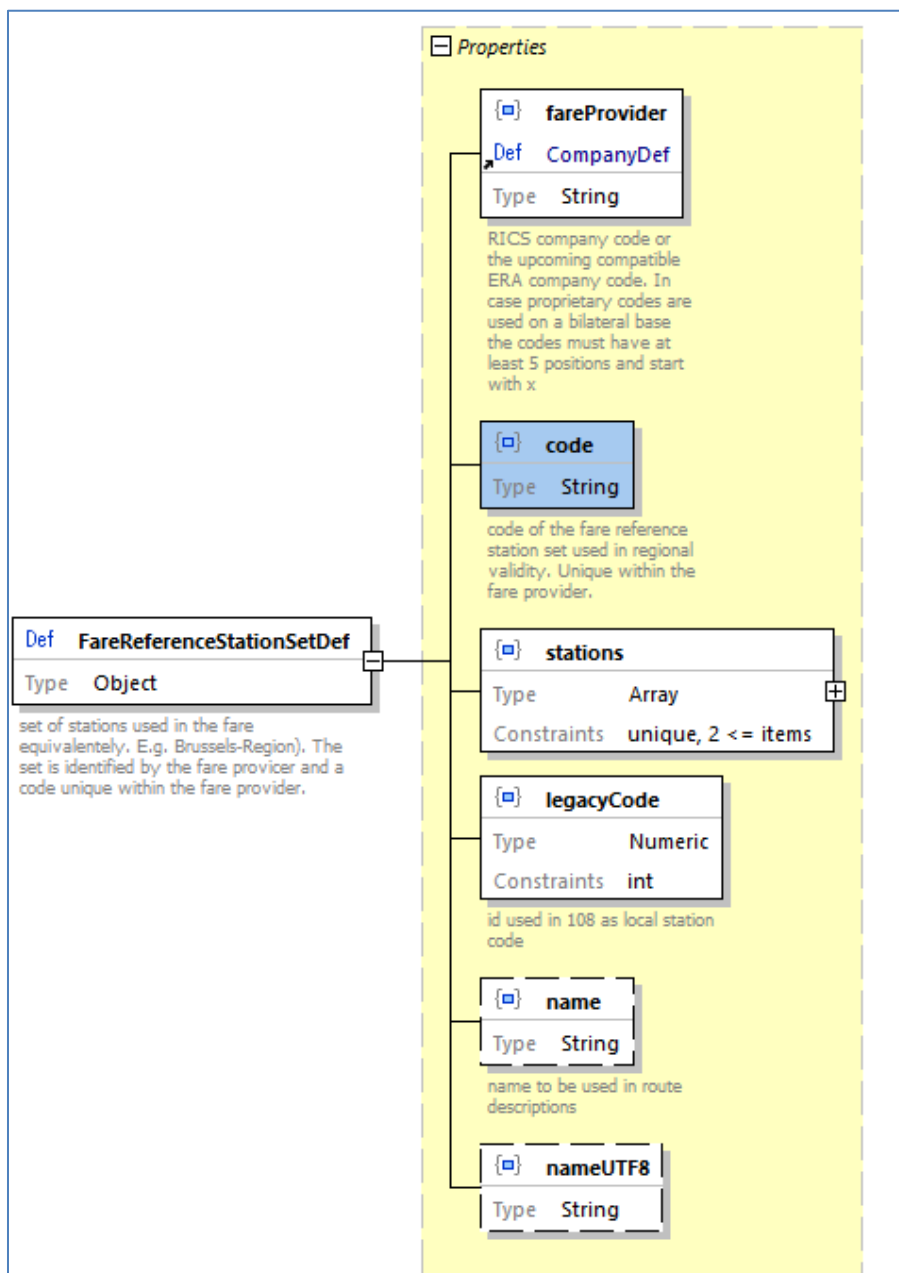 Properties
fareProvider
Def CompanyDef
Type String
RICS company code or
the upcoming compatible
ERA company code. In
case proprietary codes are
used on a bilateral base
the codes must have at
least 5 positions and start
with x
code
Type String
code of the fare reference
station set used in regional
validity. Unique within the
fare provider.
Def FareReferenceStationSetDef
Type Object
set of stations used in the fare
equivalentely. E.g. Brussels-Region). The
set is identified by the fare provicer and a
code unique within the fare provider.
stations
Type Array
Constraints unique, 2 <= items
legacyCode
Type Numeric
Constraints int
id used in 108 as local station
code
name
Type String
name to be used in route
descriptions
nameUTF8
Type String